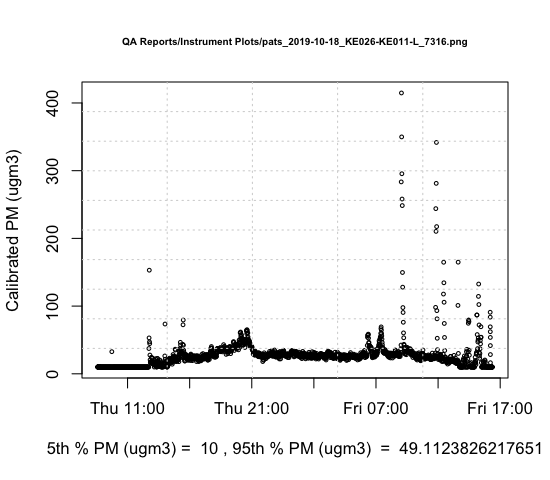 QA Reports/Instrument Plots/pats_2019-10-18_KE026-KE011-L_7316.png
Calibrated PM (ugm3)
400
300
200
100
0
Thu 11:00 Thu 21:00 Fri 07:00 Fri 17:00
5th % PM (ugm3) = 10 , 95th % PM (ugm3) = 49.1123826217651